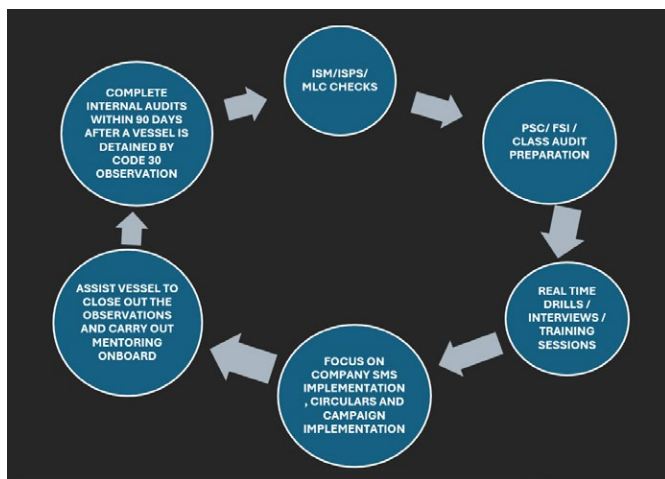 ISM/ISPS/
MLC CHECKS
PSC/ FSI /
CLASS AUDIT
PREPARATION
REAL TIME
DRILLS /
INTERVIEWS /
TRAINING
SESSIONS
FOCUS ON
COMPANY SMS
IMPLEMENTATION
, CIRCULARS AND
CAMPAIGN
IMPLEMENTATION
ASSIST VESSEL TO
CLOSE OUT THE
OBSERVATIONS
AND CARRY OUT
MENTORING
ONBOARD
COMPLETE
INTERNAL AUDITS
WITHIN 90 DAYS
AFTER A VESSEL IS
DETAINED BY
CODE 30
OBSERVATION